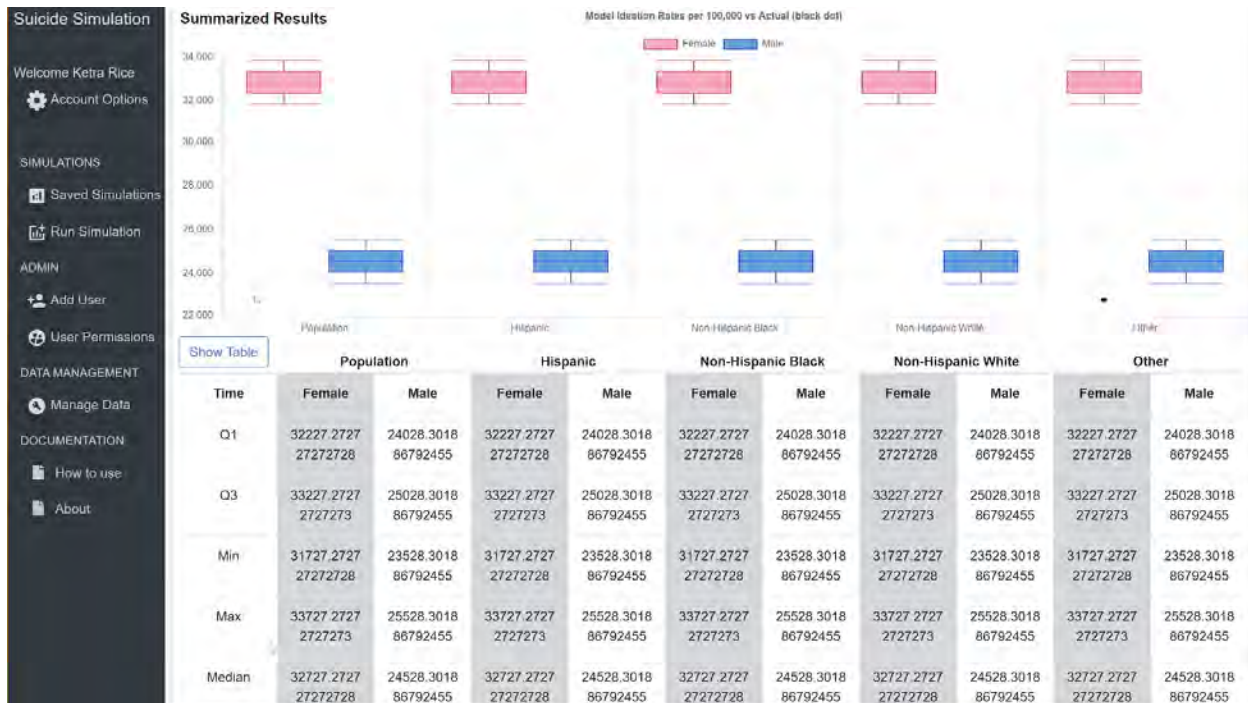 Suicide Simulation
Welcome Ketra Rice
Account Options
SIMULATIONS
Saved Simulations
Run Simulation
ADMIN
Add User
User Permissions
DATA MANAGEMENT
Manage Data
DOCUMENTATION
How to use
About
Summarized Results
Model Ideation Rates per 100,000 vs Actual (black dot)
Female Male
34,000
32,000
30,000
28,000
26,000
24,000
22,000
Population Hispanic Non-Hispanic Black Non-Hispanic White Other
Show Table
Population Hispanic Non-Hispanic Black Non-Hispanic White Other
Time Female Male Female Male Female Male Female Male Female Male
Q1 32227.2727 24028.3018 32227.2727 24028.3018 32227.2727 24028.3018 32227.2727 24028.3018 32227.2727 24028.3018
27272728 86792455 27272728 86792455 27272728 86792455 27272728 86792455 27272728 86792455
Q3 33227.2727 25028.3018 33227.2727 25028.3018 33227.2727 25028.3018 33227.2727 25028.3018 33227.2727 25028.3018
2727273 86792455 2727273 86792455 2727273 86792455 2727273 86792455 2727273 86792455
Min 31727.2727 23528.3018 31727.2727 23528.3018 31727.2727 23528.3018 31727.2727 23528.3018 31727.2727 23528.3018
27272728 86792455 27272728 86792455 27272728 86792455 27272728 86792455 27272728 86792455
Max 33727.2727 25528.3018 33727.2727 25528.3018 33727.2727 25528.3018 33727.2727 25528.3018 33727.2727 25528.3018
2727273 86792455 2727273 86792455 2727273 86792455 2727273 86792455 2727273 86792455
Median 32727.2727 24528.3018 32727.2727 24528.3018 32727.2727 24528.3018 32727.2727 24528.3018 32727.2727 24528.3018
27272728 86792455 27272728 86792455 27272728 86792455 27272728 86792455 27272728 86792455